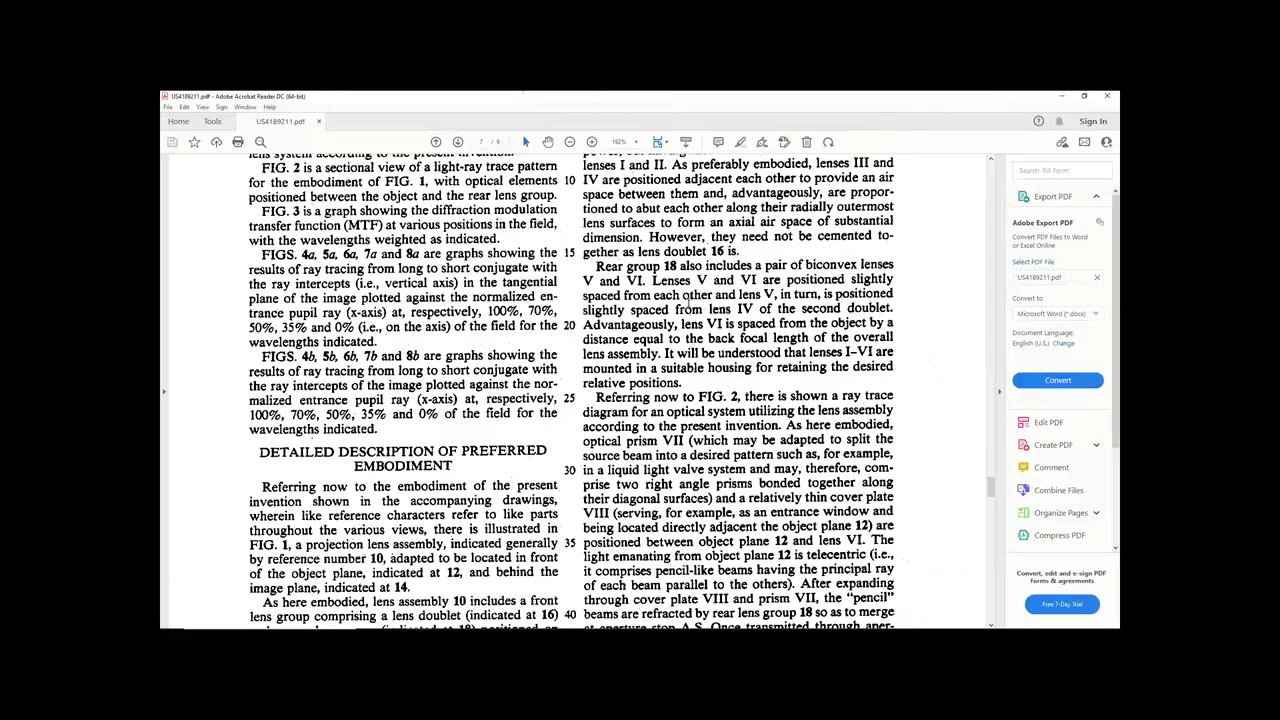 US4189211.pdf - Adobe Acrobat Reader DC (64-bit)
File Edit View Sign Window Help
Home Tools US4189211.pdf × Sign In
7 / 9 192%
lens system according to the present invention.
FIG. 2 is a sectional view of a light-ray trace pattern
for the embodiment of FIG. 1, with optical elements
positioned between the object and the rear lens group.
FIG. 3 is a graph showing the diffraction modulation
transfer function (MTF) at various positions in the field,
with the wavelengths weighted as indicated.
FIGS. 4a, 5a, 6a, 7a and 8a are graphs showing the
results of ray tracing from long to short conjugate with
the ray intercepts (i.e., vertical axis) in the tangential
plane of the image plotted against the normalized en-
trance pupil ray (x-axis) at, respectively, 100%, 70%,
50%, 35% and 0% (i.e., on the axis) of the field for the
wavelengths indicated.
FIGS. 4b, 5b, 6b, 7b and 8b are graphs showing the
results of ray tracing from long to short conjugate with
the ray intercepts of the image plotted against the nor-
malized entrance pupil ray (x-axis) at, respectively,
100%, 70%, 50%, 35% and 0% of the field for the
wavelengths indicated.
DETAILED DESCRIPTION OF PREFERRED
EMBODIMENT
Referring now to the embodiment of the present
invention shown in the accompanying drawings,
wherein like reference characters refer to like parts
throughout the various views, there is illustrated in
FIG. 1, a projection lens assembly, indicated generally
by reference number 10, adapted to be located in front
of the object plane, indicated at 12, and behind the
image plane, indicated at 14.
As here embodied, lens assembly 10 includes a front
lens group comprising a lens doublet (indicated at 16)
10
15
20
25
30
35
40
lenses I and II. As preferably embodied, lenses III and
IV are positioned adjacent each other to provide an air
space between them and, advantageously, are propor-
tioned to abut each other along their radially outermost
lens surfaces to form an axial air space of substantial
dimension. However, they need not be cemented to-
gether as lens doublet 16 is.
Rear group 18 also includes a pair of biconvex lenses
V and VI. Lenses V and VI are positioned slightly
spaced from each other and lens V, in turn, is positioned
slightly spaced from lens IV of the second doublet.
Advantageously, lens VI is spaced from the object by a
distance equal to the back focal length of the overall
lens assembly. It will be understood that lenses I-VI are
mounted in a suitable housing for retaining the desired
relative positions.
Referring now to FIG. 2, there is shown a ray trace
diagram for an optical system utilizing the lens assembly
according to the present invention. As here embodied,
optical prism VII (which may be adapted to split the
source beam into a desired pattern such as, for example,
in a liquid light valve system and may, therefore, com-
prise two right angle prisms bonded together along
their diagonal surfaces) and a relatively thin cover plate
VIII (serving, for example, as an entrance window and
being located directly adjacent the object plane 12) are
positioned between object plane 12 and lens VI. The
light emanating from object plane 12 is telecentric (i.e.,
it comprises pencil-like beams having the principal ray
of each beam parallel to the others). After expanding
through cover plate VIII and prism VII, the "pencil"
beams are refracted by rear lens group 18 so as to merge
at aperture stop A.S. Once transmitted through aper-
Search 'Fill Form'
Export PDF
Adobe Export PDF
Convert PDF Files to Word
or Excel Online
Select PDF File
US4189211.pdf ×
Convert to
Microsoft Word (*.docx)
Document Language:
English (U.S.) Change
Convert
Edit PDF
Create PDF
Comment
Combine Files
Organize Pages
Compress PDF
Convert, edit and e-sign PDF
forms & agreements
Free 7-Day Trial